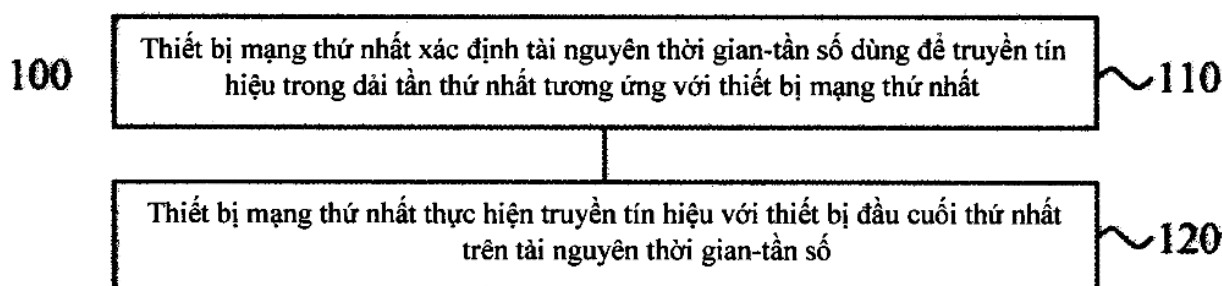 100
Thiết bị mạng thứ nhất xác định tài nguyên thời gian-tần số dùng để truyền tín
hiệu trong dải tần thứ nhất tương ứng với thiết bị mạng thứ nhất
110
Thiết bị mạng thứ nhất thực hiện truyền tín hiệu với thiết bị đầu cuối thứ nhất
trên tài nguyên thời gian-tần số
120